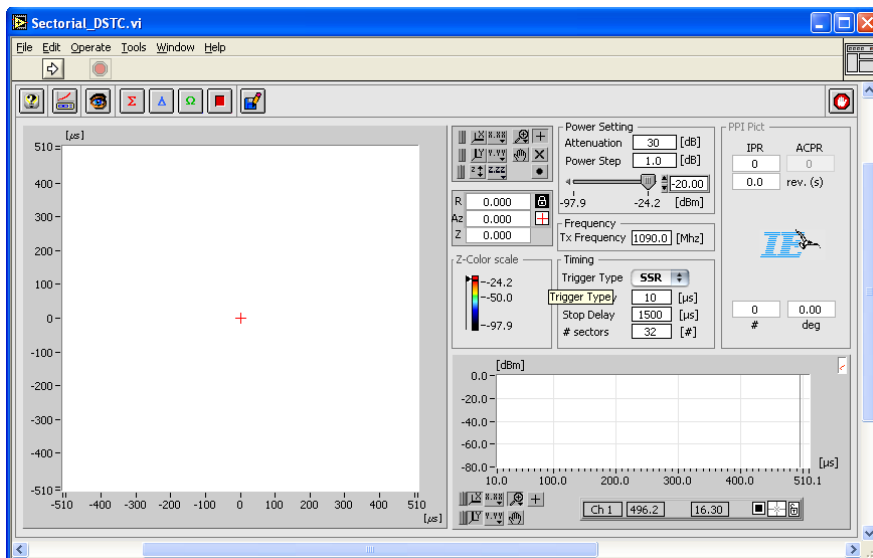 Sectorial_DSTC.vi
File Edit Operate Tools Window Help
[µs]
510
400
300
200
100
0
-100
-200
-300
-400
-510
-510 -400 -300 -200 -100 0 100 200 300 400 510
[µs]
R 0.000
Az 0.000
Z 0.000
Z-Color scale
-24.2
-50.0
-97.9
Power Setting
Attenuation 30 [dB]
Power Step 1.0 [dB]
-20.00
-97.9 -24.2 [dBm]
Frequency
Tx Frequency 1090.0 [Mhz]
Timing
Trigger Type SSR
Trigger Type y 10 [µs]
Stop Delay 1500 [µs]
# sectors 32 [#]
PPI Pict
IPR ACPR
0 0
0.0 rev. (s)
IE
0 0.00
# deg
[dBm]
0.0
-20.0
-40.0
-60.0
-80.0
[µs]
10.0 100.0 200.0 300.0 400.0 510.1
Ch 1 496.2 16.30